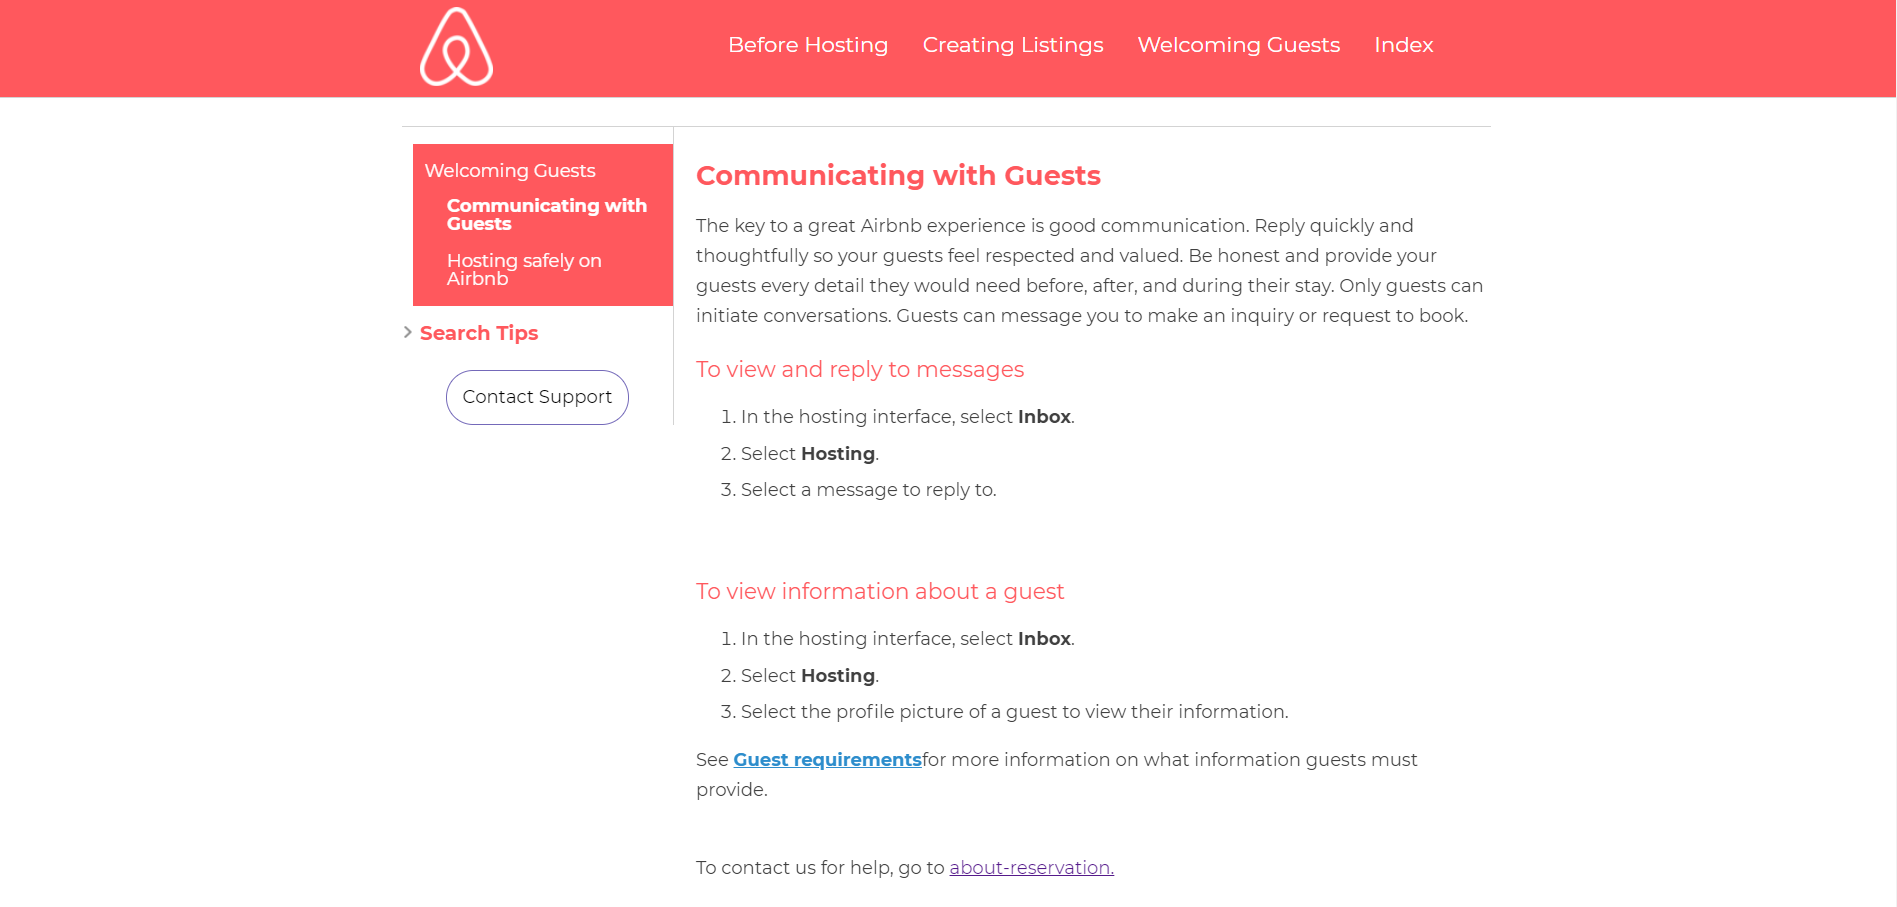 Before Hosting Creating Listings Welcoming Guests Index
Welcoming Guests
Communicating with
Guests
Hosting safely on
Airbnb
Search Tips
Contact Support
Communicating with Guests
The key to a great Airbnb experience is good communication. Reply quickly and
thoughtfully so your guests feel respected and valued. Be honest and provide your
guests every detail they would need before, after, and during their stay. Only guests can
initiate conversations. Guests can message you to make an inquiry or request to book.
To view and reply to messages
1. In the hosting interface, select Inbox.
2. Select Hosting.
3. Select a message to reply to.
To view information about a guest
1. In the hosting interface, select Inbox.
2. Select Hosting.
3. Select the profile picture of a guest to view their information.
See Guest requirementsfor more information on what information guests must
provide.
To contact us for help, go to about-reservation.